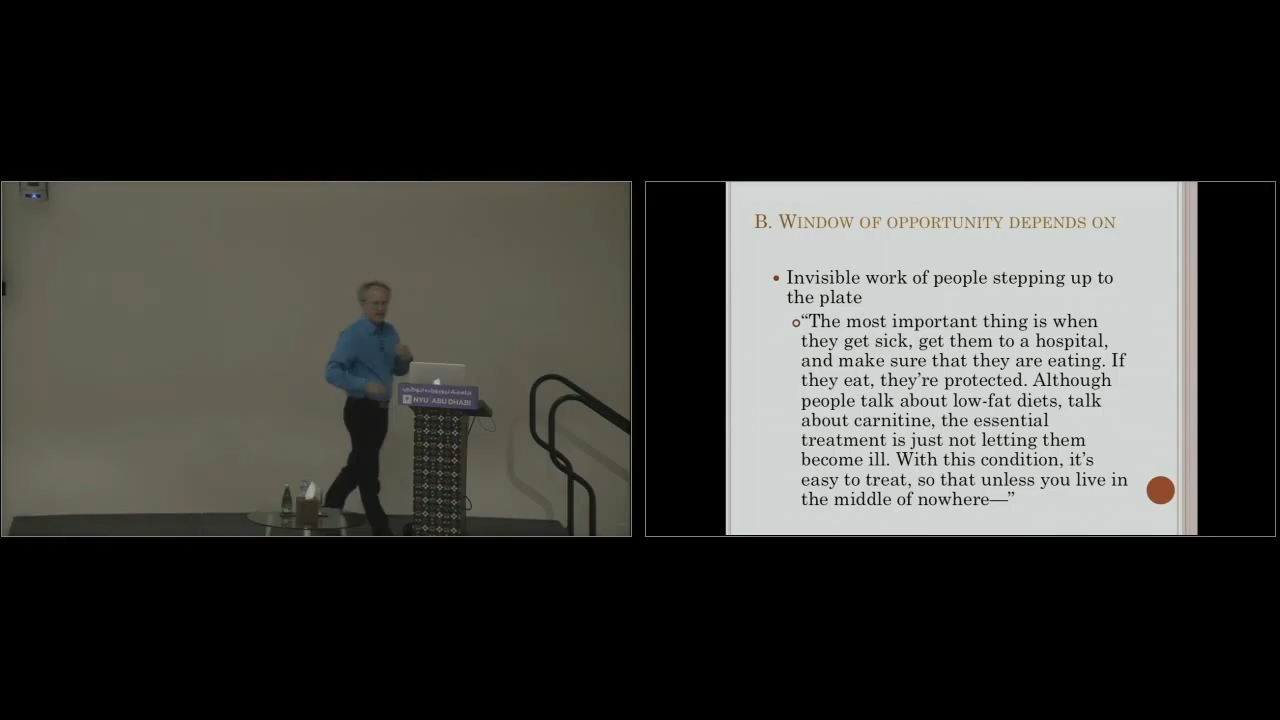 جامعة نيويورك أبوظبي
NYU ABU DHABI
B. WINDOW OF OPPORTUNITY DEPENDS ON
Invisible work of people stepping up to
the plate
“The most important thing is when
they get sick, get them to a hospital,
and make sure that they are eating. If
they eat, they’re protected. Although
people talk about low-fat diets, talk
about carnitine, the essential
treatment is just not letting them
become ill. With this condition, it’s
easy to treat, so that unless you live in
the middle of nowhere—”